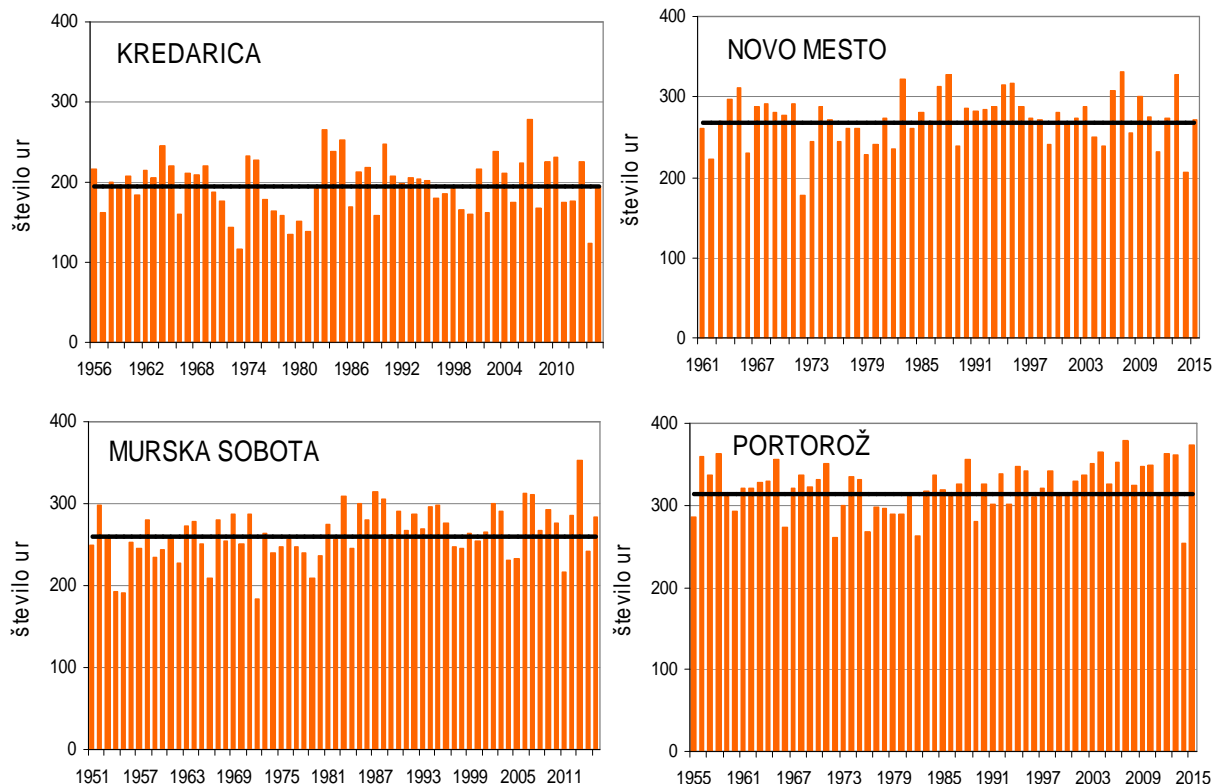 KREDARICA
število ur
400
300
200
100
0
1956 1962 1968 1974 1980 1986 1992 1998 2004 2010
NOVO MESTO
število ur
400
300
200
100
0
1961 1967 1973 1979 1985 1991 1997 2003 2009 2015
MURSKA SOBOTA
število ur
400
300
200
100
0
1951 1957 1963 1969 1975 1981 1987 1993 1999 2005 2011
PORTOROŽ
število ur
400
300
200
100
0
1955 1961 1967 1973 1979 1985 1991 1997 2003 2009 2015